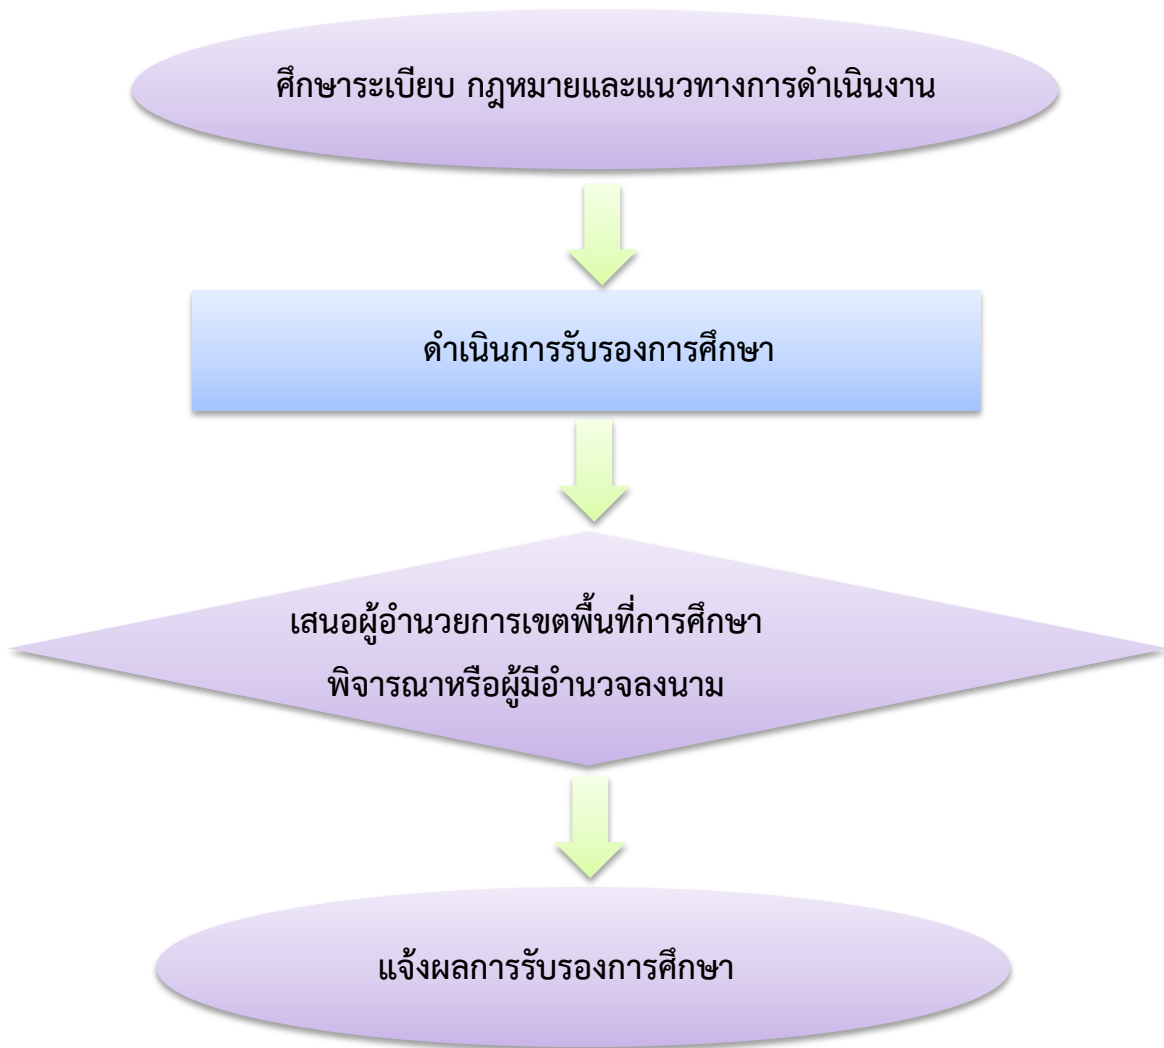 ศึกษาระเบียบ กฎหมายและแนวทางการดำเนินงาน
ดำเนินการรับรองการศึกษา
เสนอผู้อำนวยการเขตพื้นที่การศึกษา
พิจารณาหรือผู้มีอำนวจลงนาม
แจ้งผลการรับรองการศึกษา